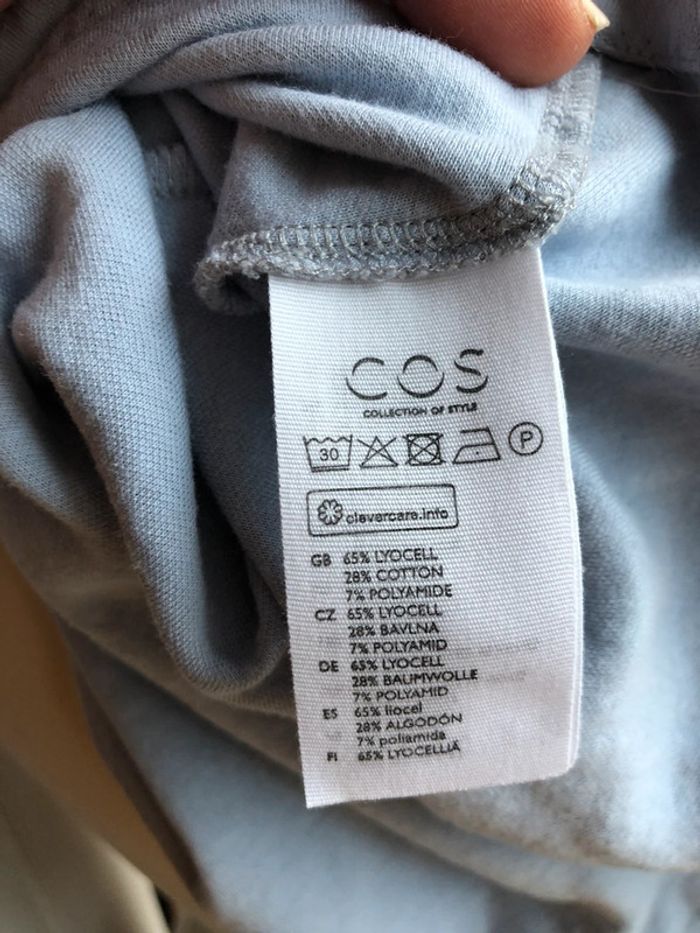 COS
COLLECTION OF STYLE
30 P
clevercare.info
GB 65% LYOCELL
28% COTTON
7% POLYAMIDE
CZ 65% LYOCELL
28% BAVLNA
7% POLYAMID
DE 65% LYOCELL
28% BAUMWOLLE
7% POLYAMID
ES 65% liocel
28% ALGODÓN
7% poliamida
FI 65% LYOCELLIÄ